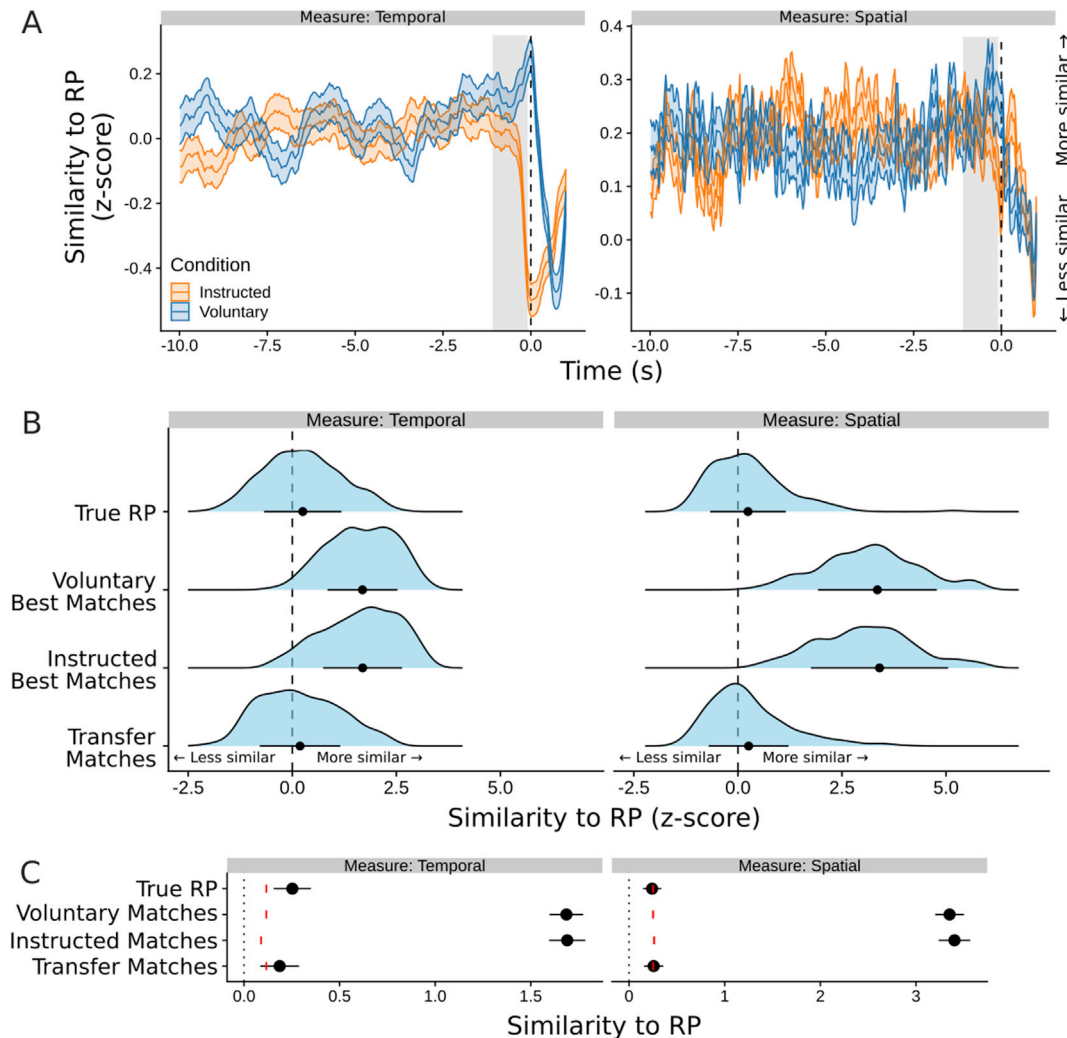 A
Measure: Temporal
Measure: Spatial
Similarity to RP
(z-score)
0.2
0.0
-0.2
-0.4
Condition
Instructed
Voluntary
-10.0 -7.5 -5.0 -2.5 0.0
0.4
0.3
0.2
0.1
0.0
-0.1
-10.0 -7.5 -5.0 -2.5 0.0
← Less similar More similar →
Time (s)
B
Measure: Temporal
Measure: Spatial
True RP
Voluntary
Best Matches
Instructed
Best Matches
Transfer
Matches
← Less similar More similar →
← Less similar More similar →
-2.5 0.0 2.5 5.0
-2.5 0.0 2.5 5.0
Similarity to RP (z-score)
C
Measure: Temporal
Measure: Spatial
True RP
Voluntary Matches
Instructed Matches
Transfer Matches
0.0 0.5 1.0 1.5
0 1 2 3
Similarity to RP